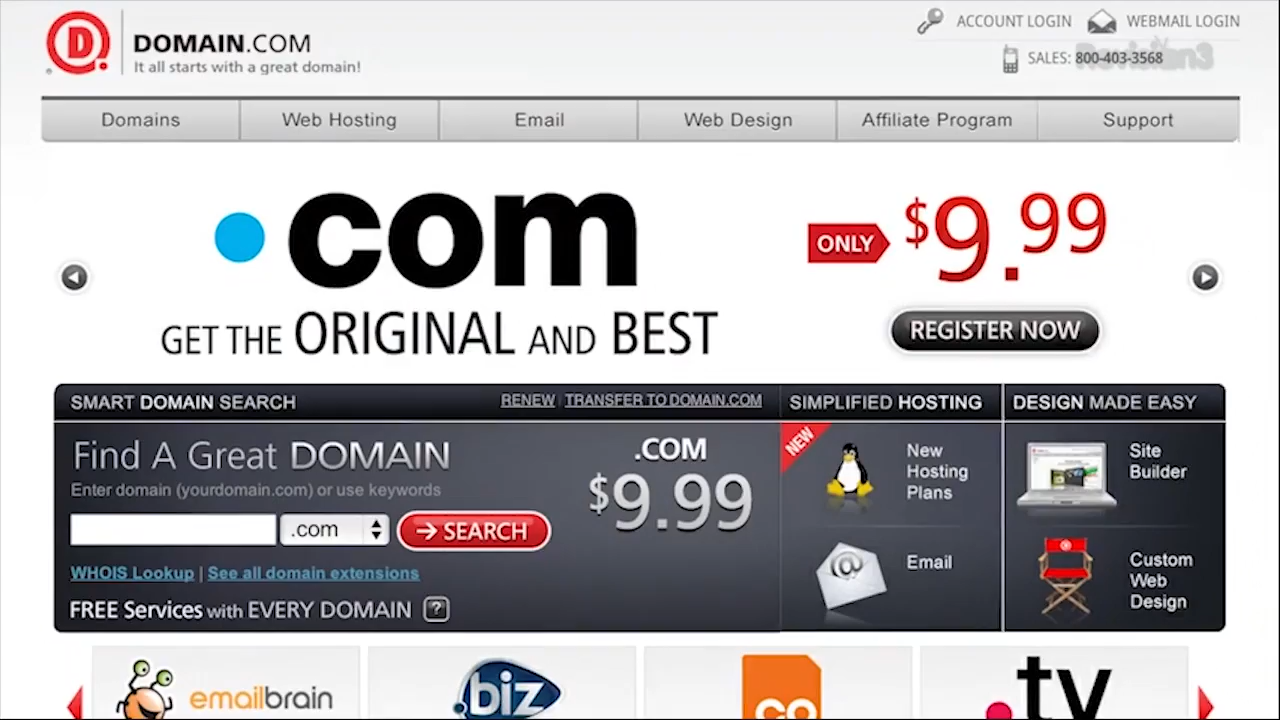 ACCOUNT LOGIN
WEBMAIL LOGIN
D
DOMAIN.COM
It all starts with a great domain!
SALES: 800-403-3568
Revision3
Domains
Web Hosting
Email
Web Design
Affiliate Program
Support
.com
GET THE ORIGINAL AND BEST
ONLY
$9.99
REGISTER NOW
SMART DOMAIN SEARCH
RENEW
TRANSFER TO DOMAIN.COM
Find A Great DOMAIN
Enter domain (yourdomain.com) or use keywords
.com
SEARCH
.COM
$9.99
WHOIS Lookup | See all domain extensions
FREE Services with EVERY DOMAIN ?
SIMPLIFIED HOSTING
NEW
New
Hosting
Plans
@
Email
DESIGN MADE EASY
Site
Builder
Custom
Web
Design
emailbrain
.biz
co
.tv